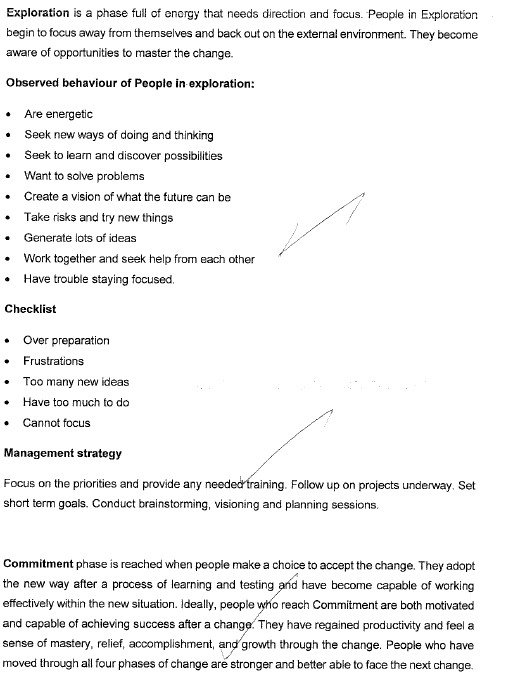 Exploration is a phase full of energy that needs direction and focus. People in Exploration
begin to focus away from themselves and back out on the external environment. They become
aware of opportunities to master the change.
Observed behaviour of People in exploration:
• Are energetic
• Seek new ways of doing and thinking
• Seek to learn and discover possibilities
• Want to solve problems
• Create a vision of what the future can be
• Take risks and try new things
• Generate lots of ideas
• Work together and seek help from each other
• Have trouble staying focused.
Checklist
• Over preparation
• Frustrations
• Too many new ideas
• Have too much to do
• Cannot focus
Management strategy
Focus on the priorities and provide any needed training. Follow up on projects underway. Set
short term goals. Conduct brainstorming, visioning and planning sessions.
Commitment phase is reached when people make a choice to accept the change. They adopt
the new way after a process of learning and testing and have become capable of working
effectively within the new situation. Ideally, people who reach Commitment are both motivated
and capable of achieving success after a change. They have regained productivity and feel a
sense of mastery, relief, accomplishment, and growth through the change. People who have
moved through all four phases of change are stronger and better able to face the next change.